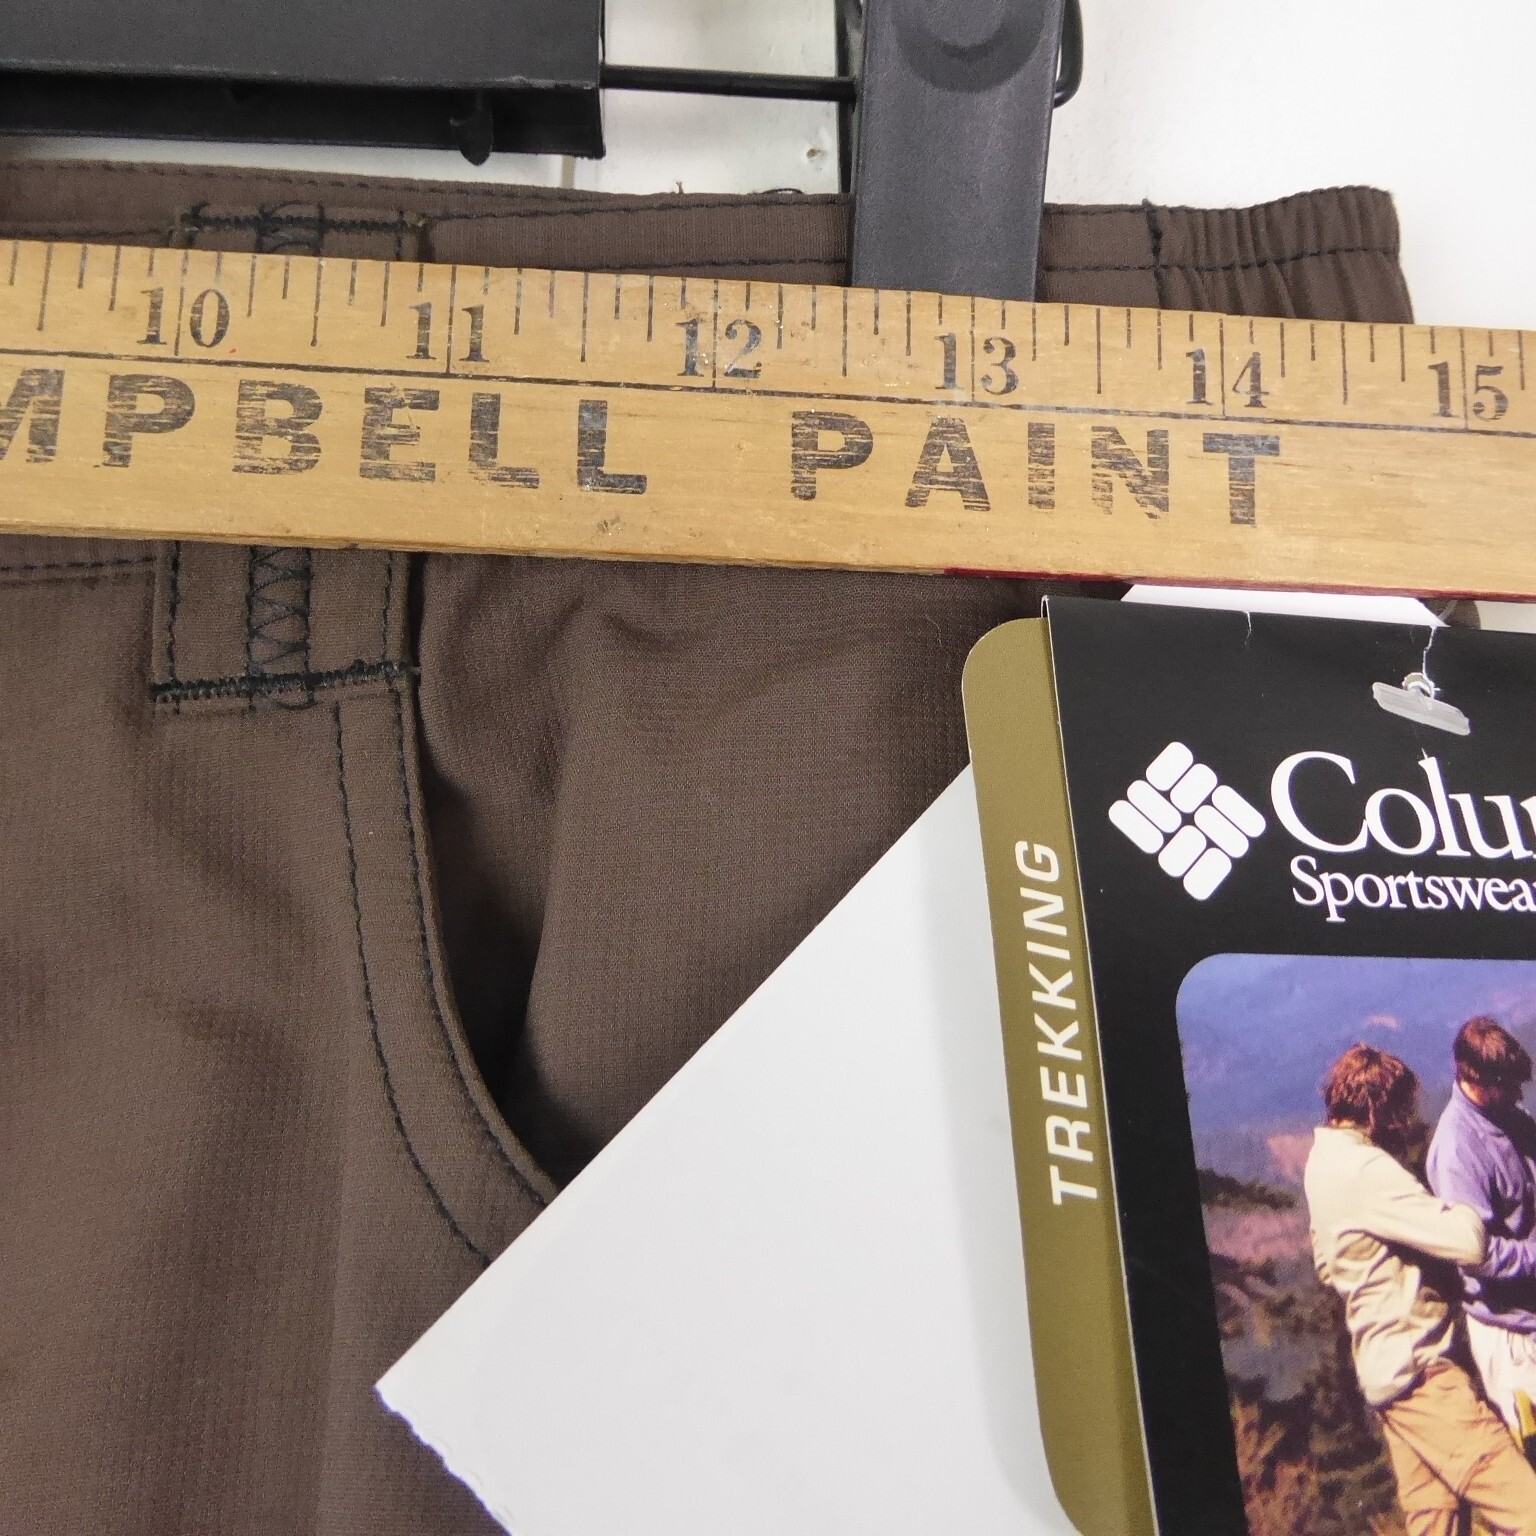 10 11 12 13 14 15
MPBELL PAINT
Colu
Sportswea
TREKKING